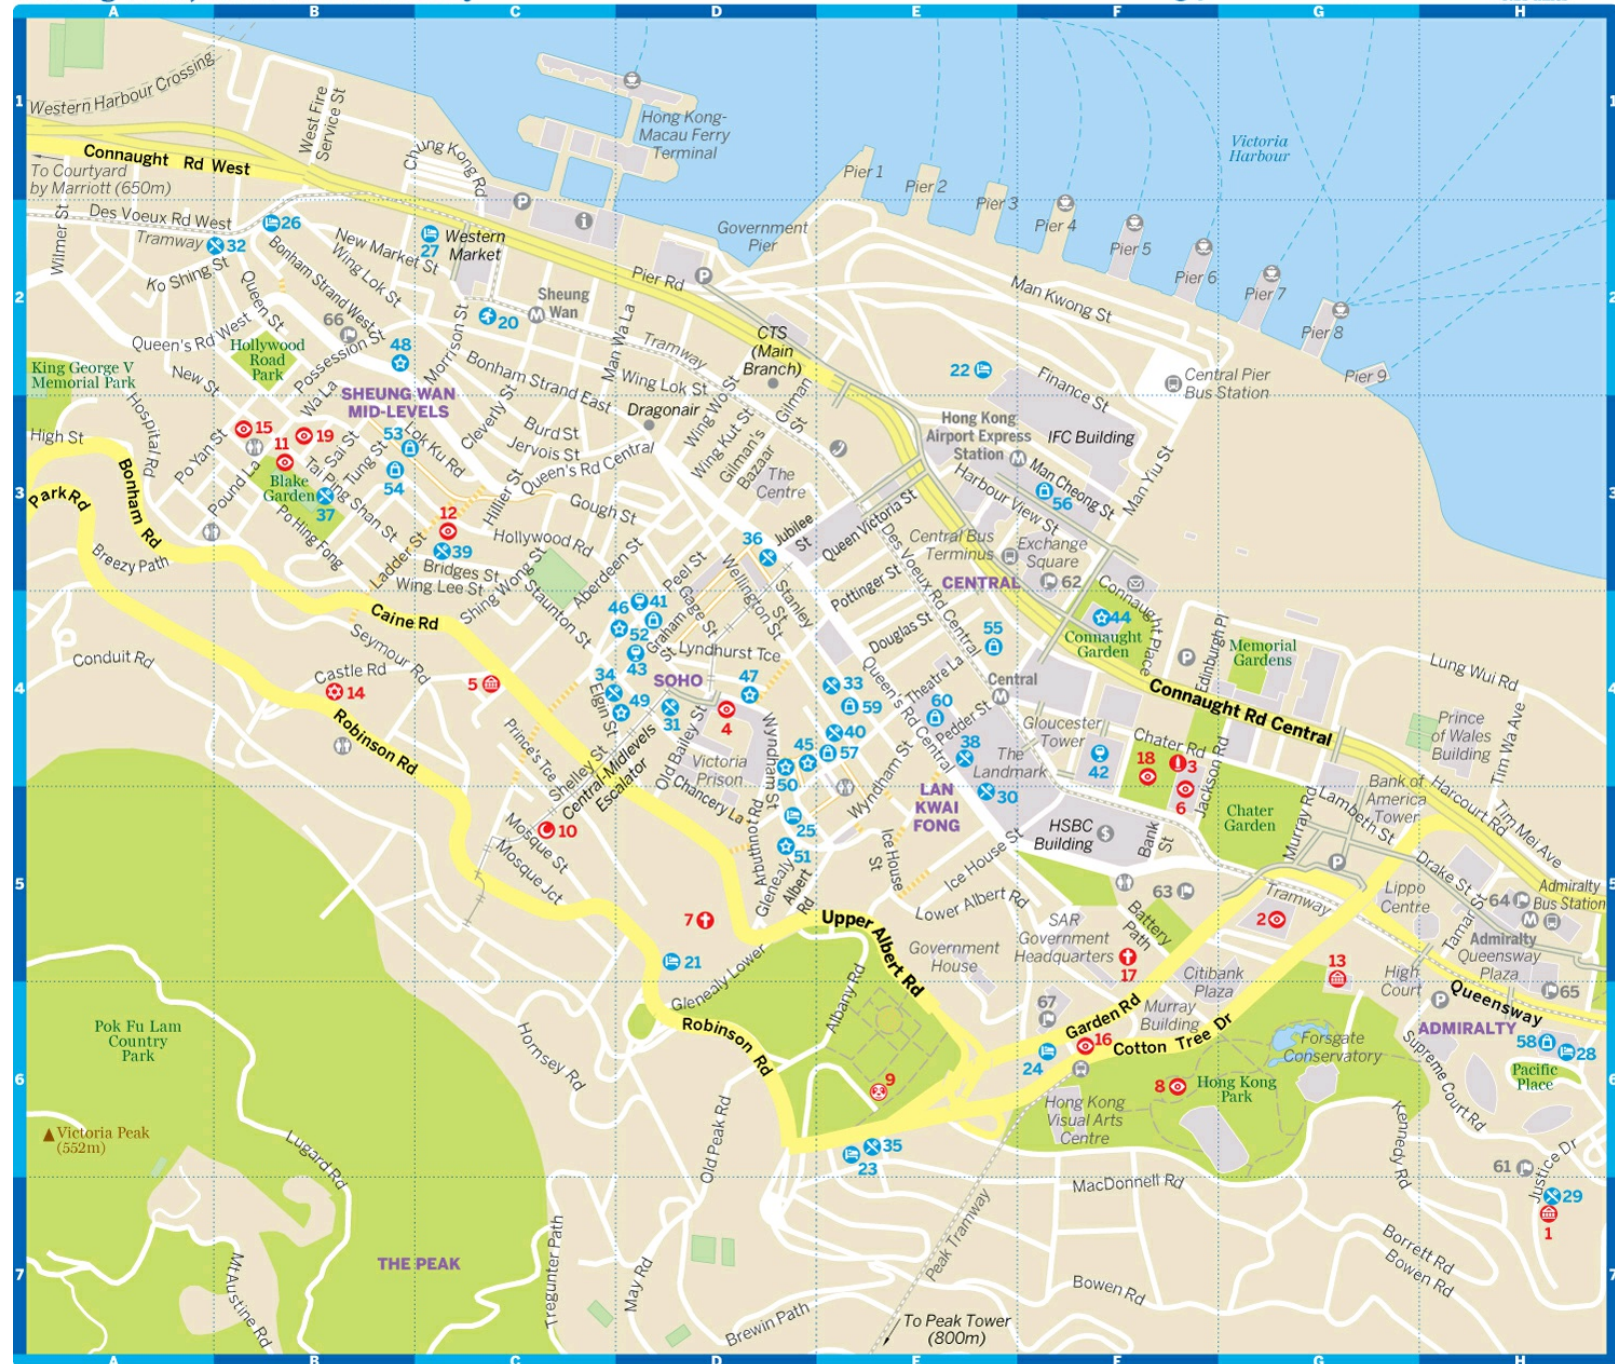 A B C D E F G H
1
Western Harbour Crossing
West Fire
Service St
Connaught Rd West
To Courtyard
by Marriott (650m)
Chung Kong Rd
Hong Kong-
Macau Ferry
Terminal
Victoria
Harbour
1
Pier 1
Pier 2
Pier 3
Pier 4
Pier 5
Pier 6
Pier 7
Pier 8
Pier 9
Des Voeux Rd West
Tramway
Wilmer St
32
26
27
Western
Market
Government
Pier
Ko Shing St
Queen St
Bonham Strand West
New Market St
Wing Lok St
Pier Rd
Man Kwong St
2
2
Sheung
Wan
20
66
Queen's Rd West
Hollywood
Road
Park
Possession St
48
Morrison St
Man Wa La
Tramway
CTS
(Main
Branch)
22
Finance St
Central Pier
Bus Station
King George V
Memorial Park
New St
Wa La
SHEUNG WAN
MID-LEVELS
Bonham Strand East
Wing Lok St
Dragonair
Wing Wo St
Gilman
St
Cleverly St
Burd St
Jervois St
Queen's Rd Central
Wing Kut St
Gilman's
Bazaar
The
Centre
Hong Kong
Airport Express
Station
IFC Building
High St
Hospital Rd
15
11
19
53
54
Lok Ku Rd
Po Yan St
Sai St
Tung St
Tai Ping Shan St
Pound La
Blake
Garden
37
3
3
Park Rd
Bonham Rd
Po Hing Fong
12
39
Hillier St
Gough St
Hollywood Rd
Ladder St
Bridges St
Wing Lee St
Shing Wong St
Staunton St
Aberdeen St
Breezy Path
36
Jubilee
St
Queen Victoria St
Peel St
Wellington St
Stanley
St
Gage St
Graham
St
Pottinger St
Des Voeux Rd Central
Harbour View St
Man Cheong St
56
Man Yiu St
Central Bus
Terminus
Exchange
Square
62
CENTRAL
Connaught Place
44
Connaught
Garden
Edinburgh Pl
Memorial
Gardens
Lung Wui Rd
Caine Rd
Seymour Rd
Castle Rd
Conduit Rd
14
5
46
41
52
43
Lyndhurst Tce
SOHO
34
49
31
47
4
33
59
40
45
57
50
Douglas St
55
Queen's Rd Central
Theatre La
60
Pedder St
Central
38
The
Landmark
30
Gloucester
Tower
42
Connaught Rd Central
Chater Rd
18
3
6
Jackson Rd
Prince
of Wales
Building
Tim Wa Ave
4
4
Robinson Rd
Prince's Tce
Elgin St
Shelley St
Central-Midlevels
Escalator
Old Bailey St
Victoria
Prison
Chancery La
Wyndham St
Wyndham St
LAN
KWAI
FONG
Bank of
America
Tower
Harcourt Rd
Tim Mei Ave
10
Mosque St
Mosque Jct
Arbuthnot Rd
25
51
Glenealy
Albert
Rd
Ice House
St
Ice House St
HSBC
Building
Bank
St
Chater
Garden
Murray Rd
Lambeth St
Drake St
5
5
7
21
Upper Albert Rd
Lower Albert Rd
SAR
Government
Headquarters
Battery
Path
63
17
Tramway
2
Lippo
Centre
Tamar St
64
Admiralty
Bus Station
Admiralty
Queensway
Plaza
Government
House
Citibank
Plaza
13
High
Court
65
Queensway
Glenealy Lower
Albany Rd
Pok Fu Lam
Country
Park
Hornsey Rd
Robinson Rd
67
Garden Rd
Murray
Building
16
Cotton Tree Dr
Forsgate
Conservatory
ADMIRALTY
58
28
Pacific
Place
24
9
8
Hong Kong
Park
Supreme Court Rd
6
6
Victoria Peak
(552m)
Lugard Rd
Old Peak Rd
35
23
Hong Kong
Visual Arts
Centre
MacDonnell Rd
Kennedy Rd
61
Justice Dr
29
1
THE PEAK
Mt Austine Rd
Tregunter Path
May Rd
Brewin Path
Peak Tramway
To Peak Tower
(800m)
Bowen Rd
Borrett Rd
Bowen Rd
7
7
A B C D E F G H